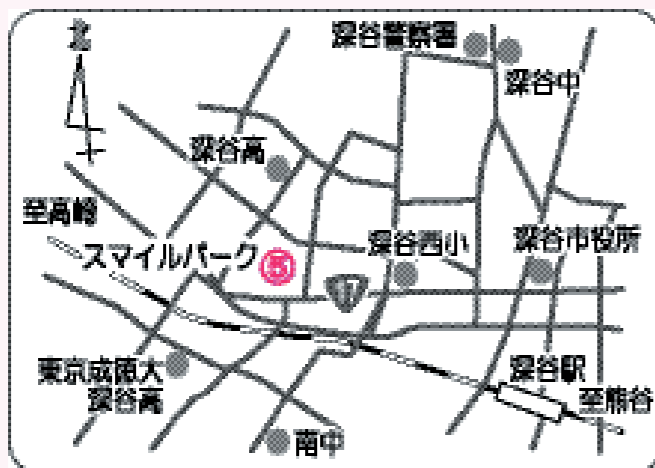 北
深谷警察署
深谷中
深谷高
至高崎
スマイルパーク
⑤
深谷西小
深谷市役所
17
東京成徳大
深谷高
深谷駅
至熊谷
南中